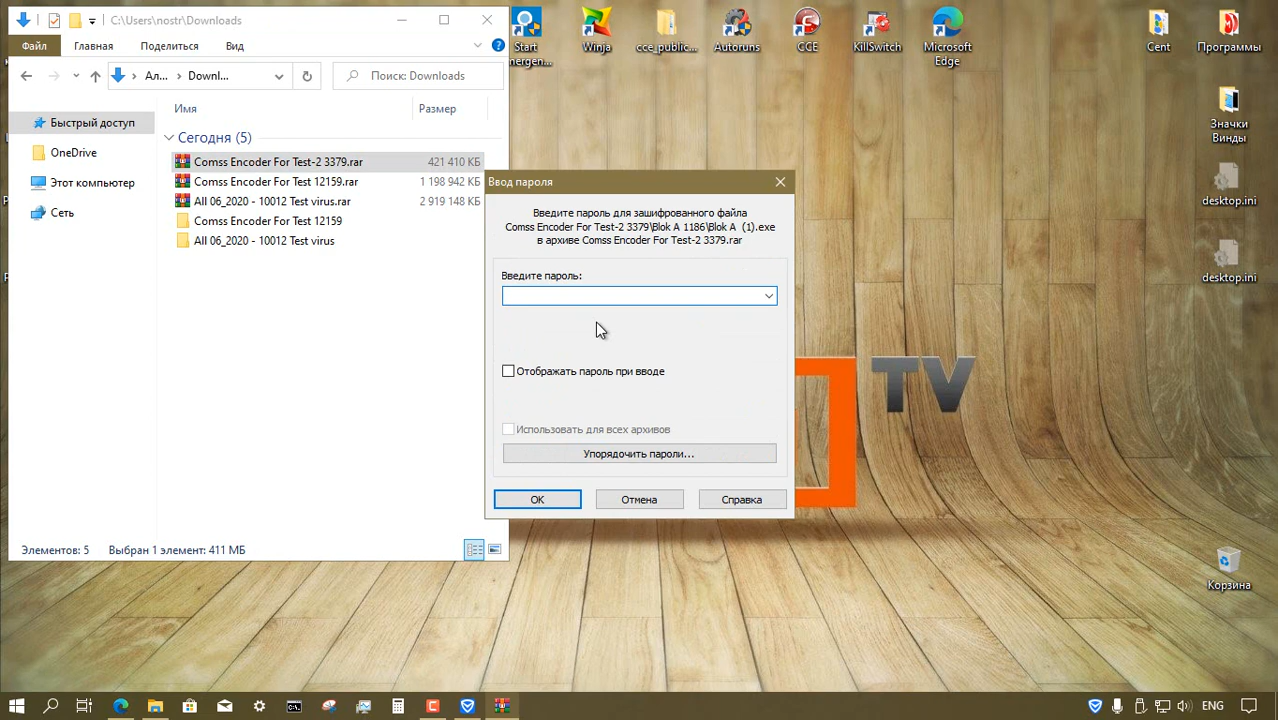 C:\Users\nostr\Downloads
Файл
Главная
Поделиться
Вид
Ал...
Downl...
Поиск: Downloads
Имя
Размер
Быстрый доступ
OneDrive
Этот компьютер
Сеть
Сегодня (5)
Comss Encoder For Test-2 3379.rar
421 410 КБ
Comss Encoder For Test 12159.rar
1 198 942 КБ
All 06_2020 - 10012 Test virus.rar
2 919 148 КБ
Comss Encoder For Test 12159
All 06_2020 - 10012 Test virus
Элементов: 5
Выбран 1 элемент: 411 МБ
Ввод пароля
Введите пароль для зашифрованного файла
Comss Encoder For Test-2 3379\Blok A 1186\Blok A (1).exe
в архиве Comss Encoder For Test-2 3379.rar
Введите пароль:
Отображать пароль при вводе
Использовать для всех архивов
Упорядочить пароли...
ОК
Отмена
Справка
Start
mergen...
Winja
cce_public...
Autoruns
CCE
KillSwitch
Microsoft
Edge
Cent
Программы
Значки
Винды
desktop.ini
desktop.ini
Корзина
TV
ENG